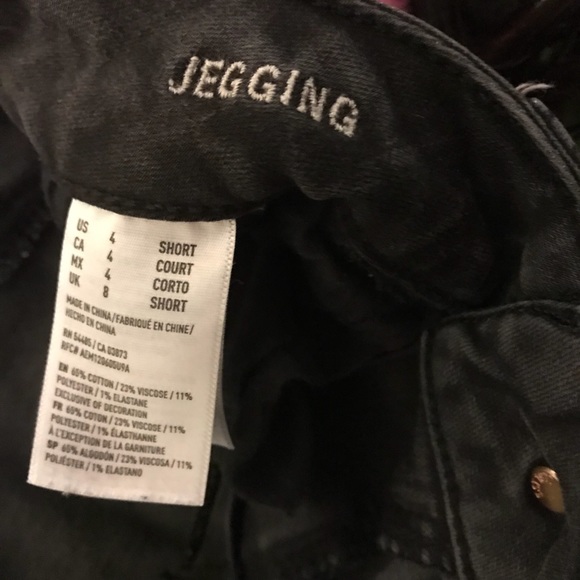 JEGGING
US 4 SHORT
CA 4 COURT
MX 4 CORTO
UK 8 SHORT
MADE IN CHINA/FABRIQUÉ EN CHINE/
HECHO EN CHINA
RN 54485 / CA 03873
RFC# AEMT20605U9A
EN 65% COTTON / 23% VISCOSE / 11%
POLYESTER / 1% ELASTANE
EXCLUSIVE OF DECORATION
FR 65% COTON / 23% VISCOSE / 11%
POLYESTER / 1% ÉLASTHANNE
À L'EXCEPTION DE LA GARNITURE
SP 65% ALGODÓN / 23% VISCOSA / 11%
POLIÉSTER / 1% ELASTANO